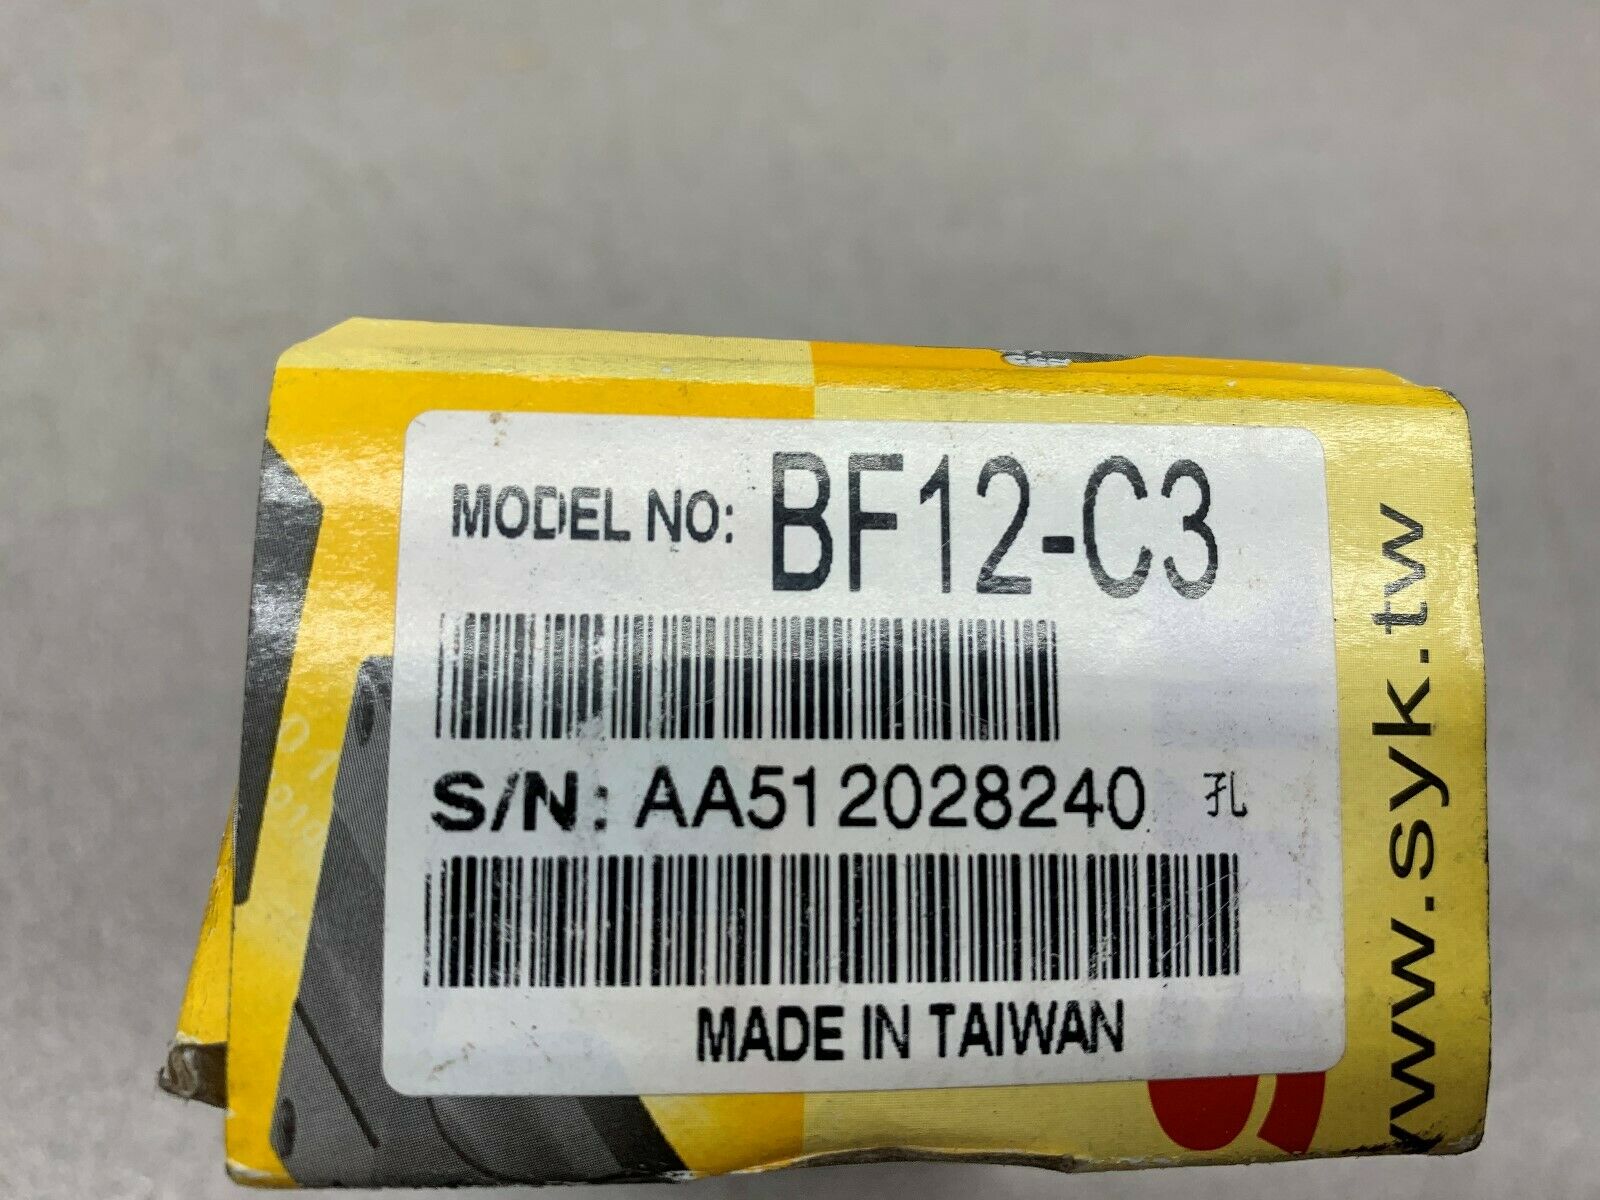 MODEL NO: BF12-C3
S/N: AA512028240 孔
MADE IN TAIWAN
www.syk.tw